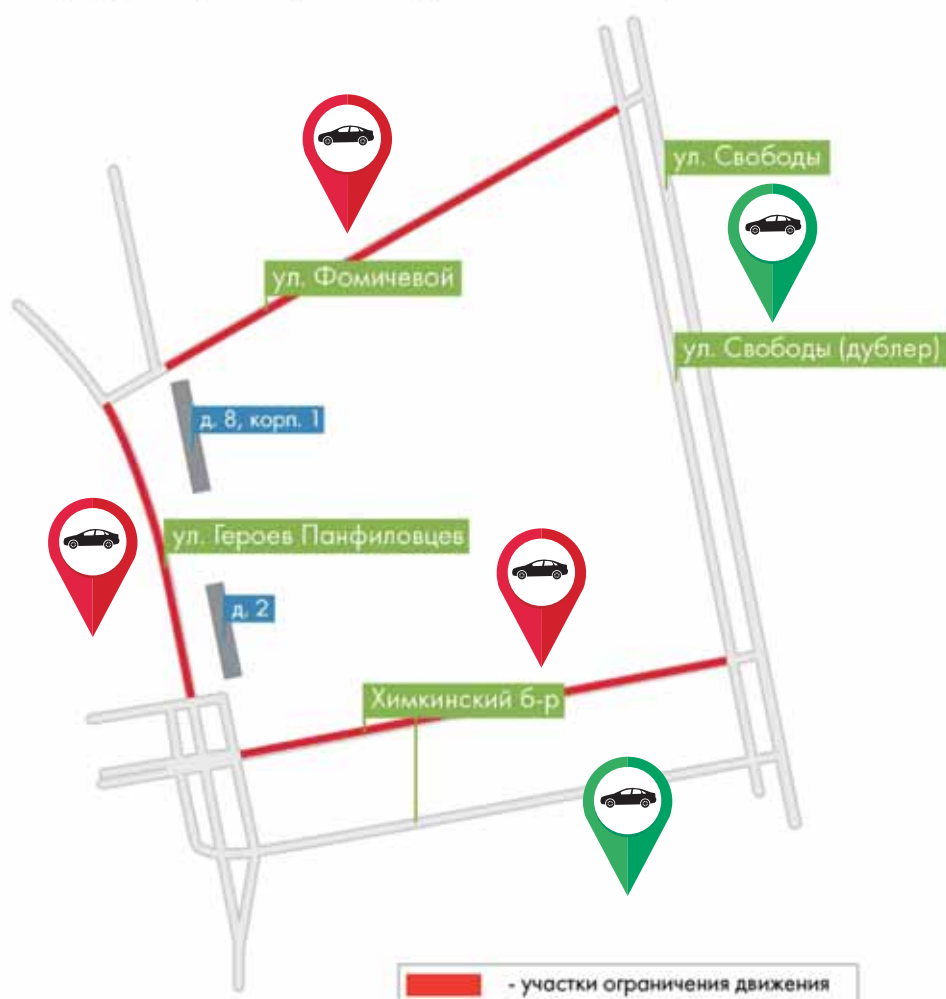 ул. Свободы
ул. Фомичевой
ул. Свободы (дублер)
д. 8, корп. 1
ул. Героев Панфиловцев
д. 2
Химкинский б-р
- участки ограничения движения